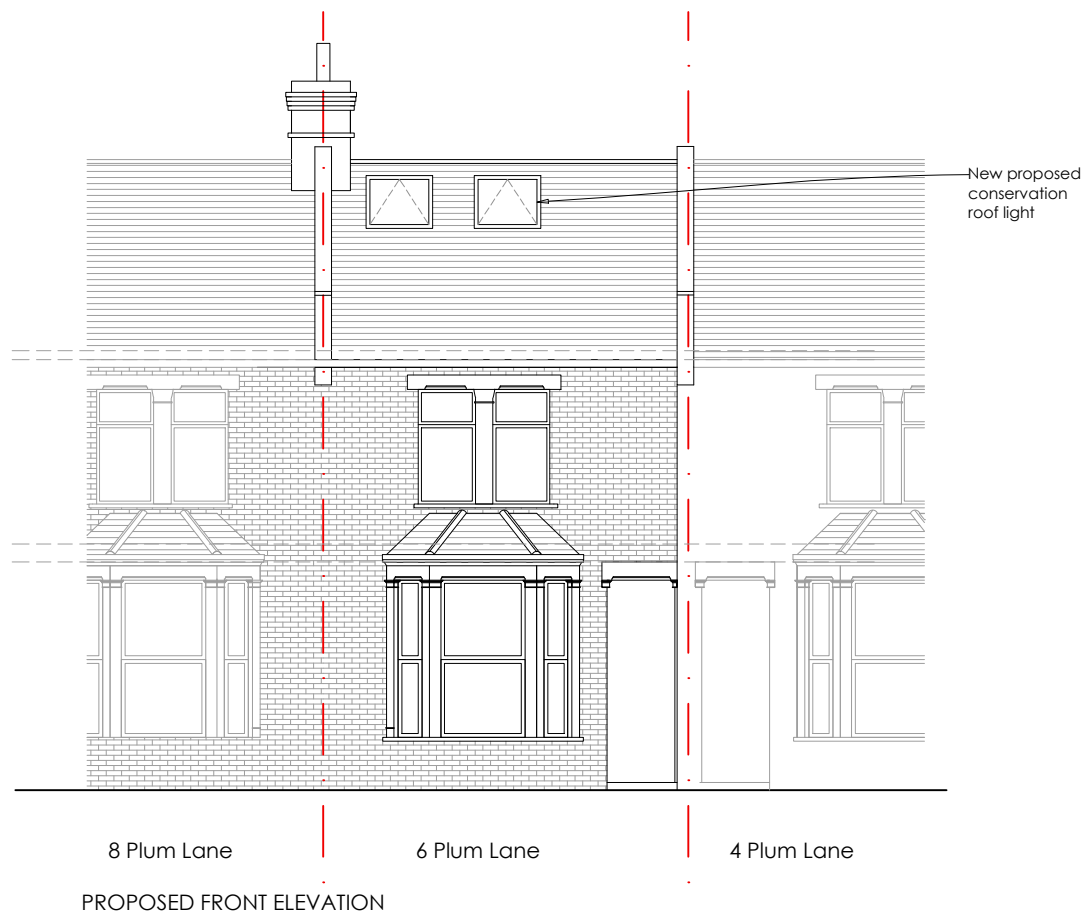 New proposed
conservation
roof light
8 Plum Lane
6 Plum Lane
4 Plum Lane
PROPOSED FRONT ELEVATION